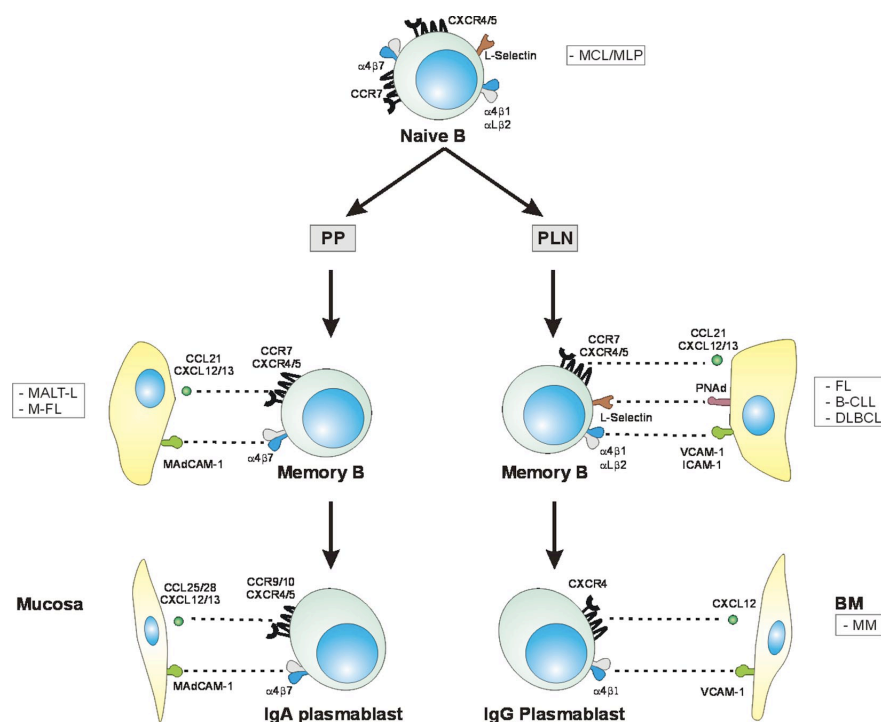 CXCR4/5
L-Selectin
- MCL/MLP
α4β7
CCR7
α4β1
αLβ2
Naive B
PP
PLN
CCL21
CXCL12/13
CCR7
CXCR4/5
- MALT-L
- M-FL
MAdCAM-1
α4β7
Memory B
CCR7
CXCR4/5
CCL21
CXCL12/13
PNAd
L-Selectin
- FL
- B-CLL
- DLBCL
α4β1
αLβ2
VCAM-1
ICAM-1
Memory B
Mucosa
CCL25/28
CXCL12/13
CCR9/10
CXCR4/5
MAdCAM-1
α4β7
IgA plasmablast
CXCR4
CXCL12
BM
- MM
α4β1
VCAM-1
IgG Plasmablast